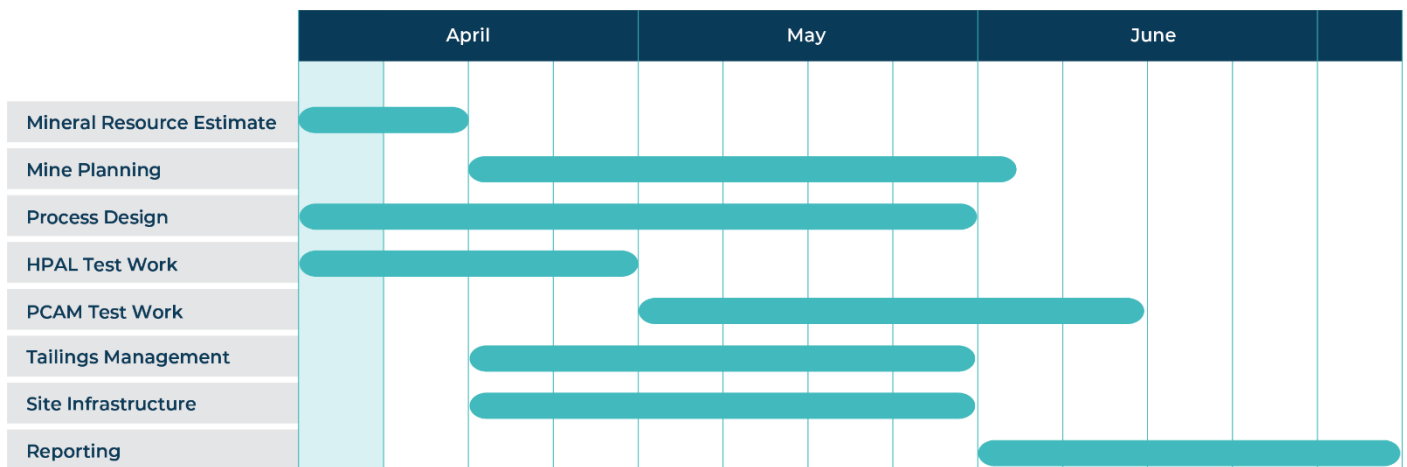 April May June
Mineral Resource Estimate
Mine Planning
Process Design
HPAL Test Work
PCAM Test Work
Tailings Management
Site Infrastructure
Reporting